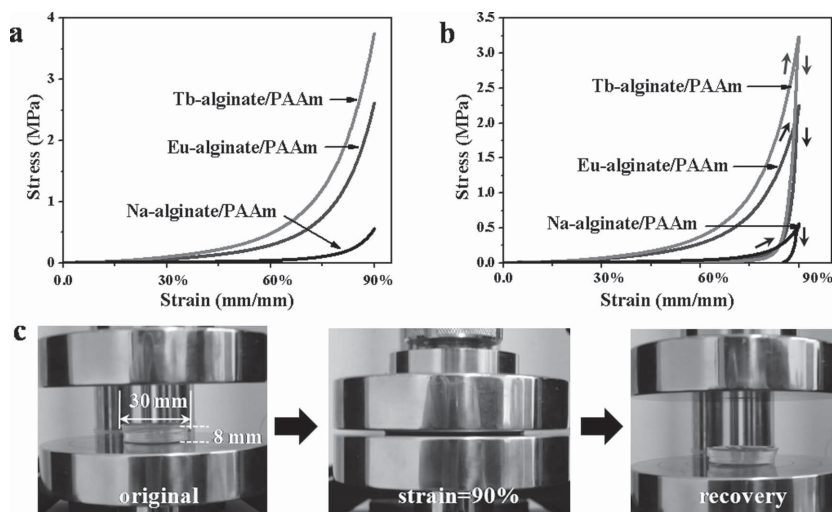 a
4
3
2
1
0
Stress (MPa)
Tb-alginate/PAAm
Eu-alginate/PAAm
Na-alginate/PAAm
0.0
30%
60%
90%
Strain (mm/mm)
b
3.5
3.0
2.5
2.0
1.5
1.0
0.5
0.0
Stress (MPa)
Tb-alginate/PAAm
Eu-alginate/PAAm
Na-alginate/PAAm
0.0
30%
60%
90%
Strain (mm/mm)
c
30 mm
8 mm
original
strain=90%
recovery